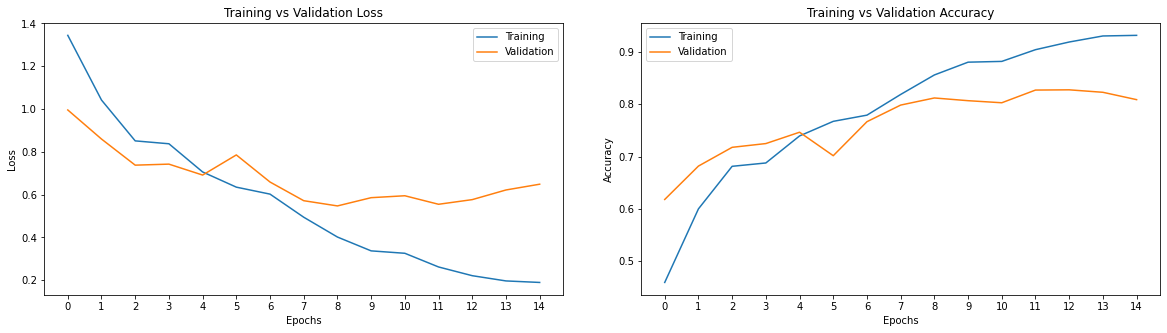 Training vs Validation Loss
1.4
1.2
1.0
0.8
0.6
0.4
0.2
Loss
Training
Validation
0 1 2 3 4 5 6 7 8 9 10 11 12 13 14
Epochs
Training vs Validation Accuracy
0.9
0.8
0.7
0.6
0.5
Accuracy
Training
Validation
0 1 2 3 4 5 6 7 8 9 10 11 12 13 14
Epochs